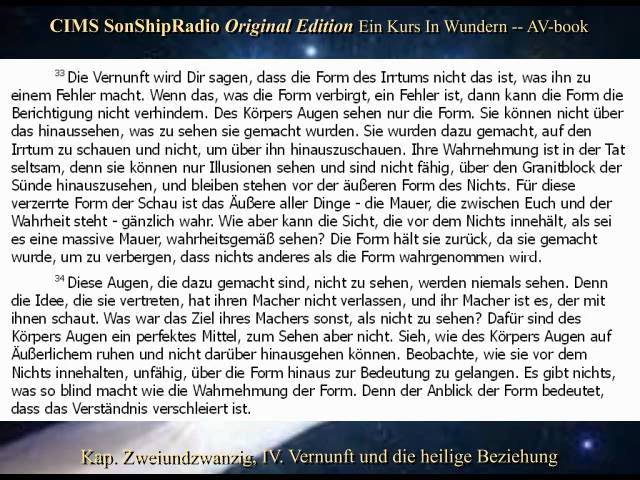 CIMS SonShipRadio Original Edition Ein Kurs In Wundern -- AV-book
33 Die Vernunft wird Dir sagen, dass die Form des Irrtums nicht das ist, was ihn zu
einem Fehler macht. Wenn das, was die Form verbirgt, ein Fehler ist, dann kann die Form die
Berichtigung nicht verhindern. Des Körpers Augen sehen nur die Form. Sie können nicht über
das hinaussehen, was zu sehen sie gemacht wurden. Sie wurden dazu gemacht, auf den
Irrtum zu schauen und nicht, um über ihn hinauszuschauen. Ihre Wahrnehmung ist in der Tat
seltsam, denn sie können nur Illusionen sehen und sind nicht fähig, über den Granitblock der
Sünde hinauszusehen, und bleiben stehen vor der äußeren Form des Nichts. Für diese
verzerrte Form der Schau ist das Äußere aller Dinge - die Mauer, die zwischen Euch und der
Wahrheit steht - gänzlich wahr. Wie aber kann die Sicht, die vor dem Nichts innehält, als sei
es eine massive Mauer, wahrheitsgemäß sehen? Die Form hält sie zurück, da sie gemacht
wurde, um zu verbergen, dass nichts anderes als die Form wahrgenommen wird.
34 Diese Augen, die dazu gemacht sind, nicht zu sehen, werden niemals sehen. Denn
die Idee, die sie vertreten, hat ihren Macher nicht verlassen, und ihr Macher ist es, der mit
ihnen schaut. Was war das Ziel ihres Machers sonst, als nicht zu sehen? Dafür sind des
Körpers Augen ein perfektes Mittel, zum Sehen aber nicht. Sieh, wie des Körpers Augen auf
Äußerlichem ruhen und nicht darüber hinausgehen können. Beobachte, wie sie vor dem
Nichts innehalten, unfähig, über die Form hinaus zur Bedeutung zu gelangen. Es gibt nichts,
was so blind macht wie die Wahrnehmung der Form. Denn der Anblick der Form bedeutet,
dass das Verständnis verschleiert ist.
Kap. Zweiundzwanzig, IV. Vernunft und die heilige Beziehung